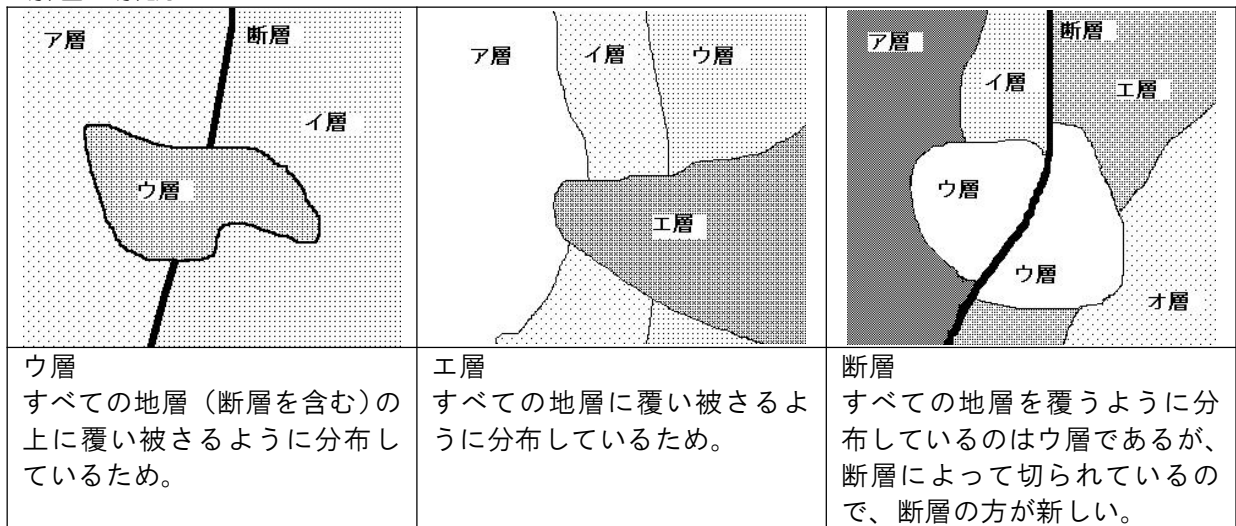 ア層
断層
イ層
ウ層
ア層
イ層
ウ層
エ層
ア層
断層
イ層
エ層
ウ層
ウ層
オ層
ウ層
すべての地層（断層を含む）の
上に覆い被さるように分布し
ているため。
エ層
すべての地層に覆い被さるよ
うに分布しているため。
断層
すべての地層を覆うように分
布しているのはウ層であるが、
断層によって切られているの
で、断層の方が新しい。